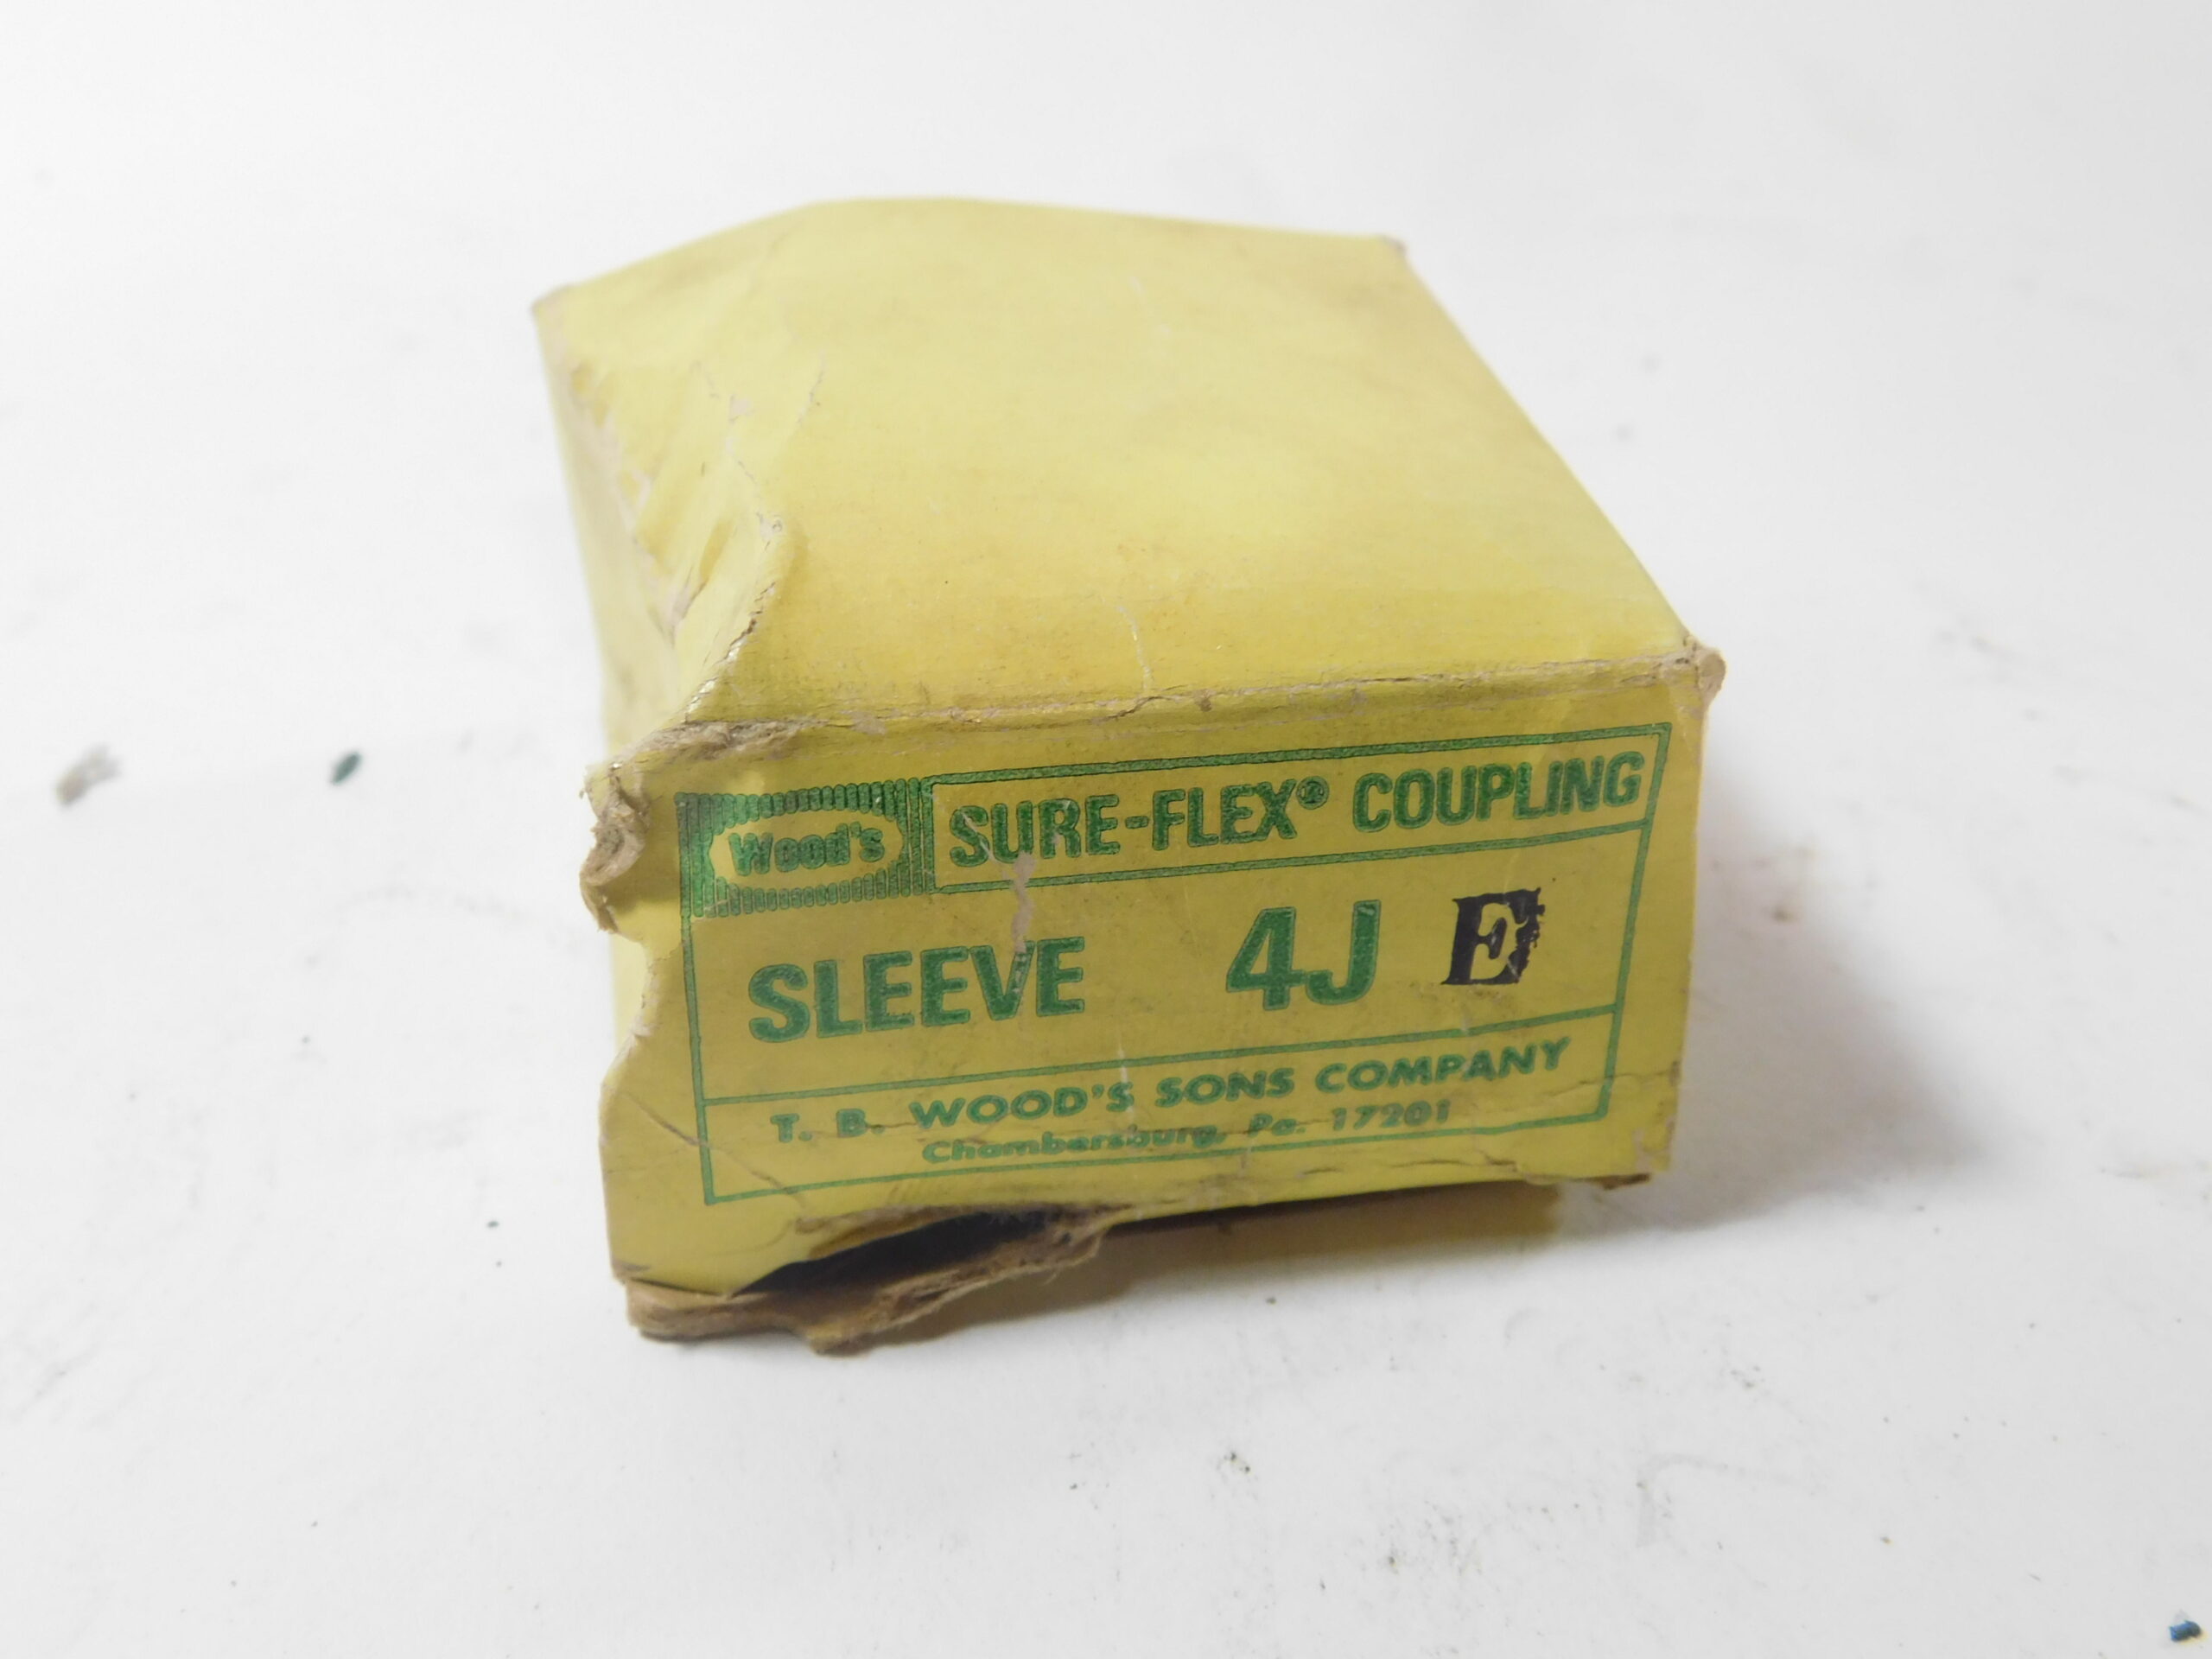 Wood's SURE-FLEX® COUPLING
SLEEVE 4J E
T. B. WOOD'S SONS COMPANY
Chambersburg, Pa. 17201